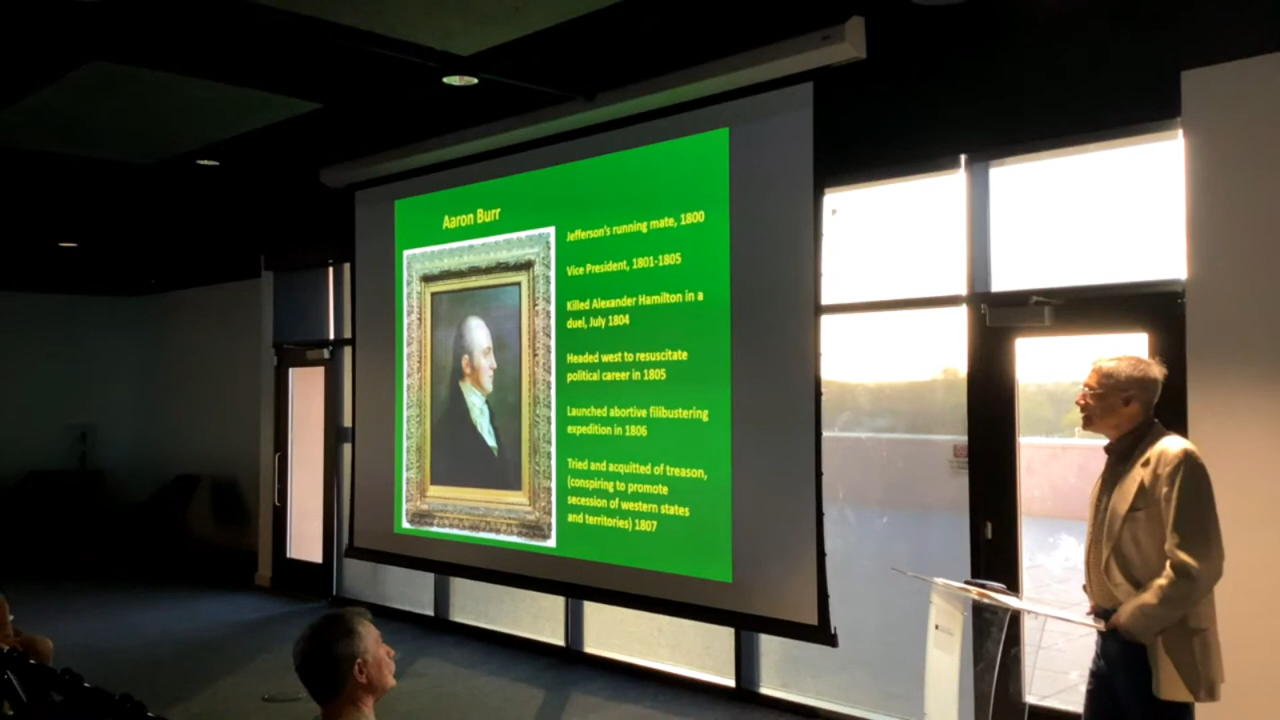 Aaron Burr
Jefferson's running mate, 1800
Vice President, 1801-1805
Killed Alexander Hamilton in a
duel, July 1804
Headed west to resuscitate
political career in 1805
Launched abortive filibustering
expedition in 1806
Tried and acquitted of treason,
(conspiring to promote
secession of western states
and territories) 1807